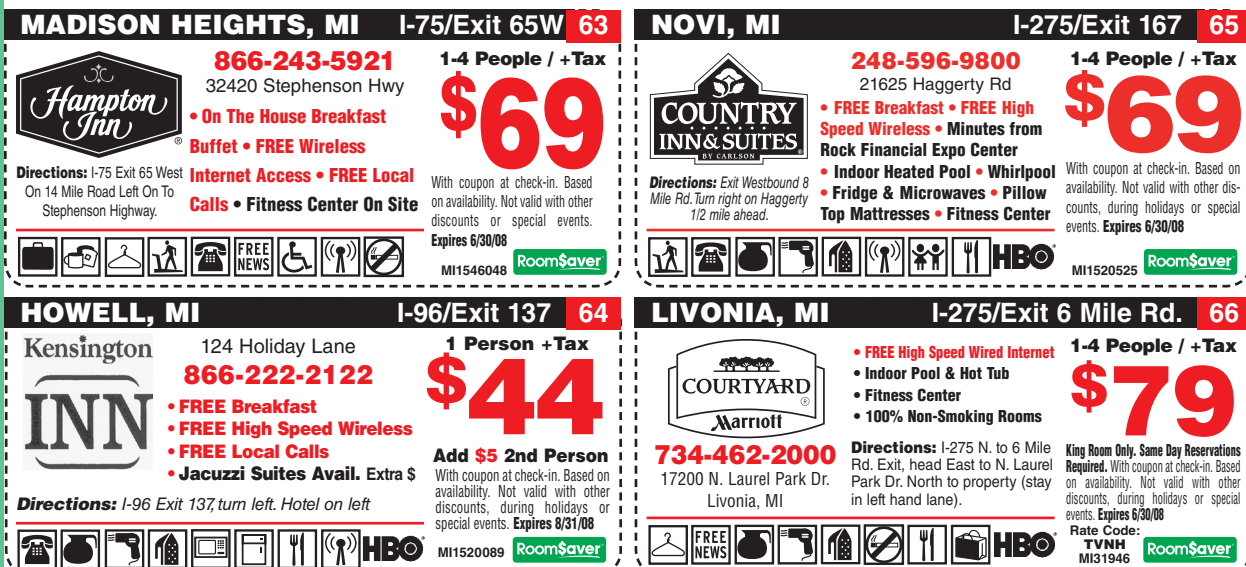 MADISON HEIGHTS, MI I-75/Exit 65W 63
Hampton
Inn
®
Directions: I-75 Exit 65 West
On 14 Mile Road Left On To
Stephenson Highway.
866-243-5921
32420 Stephenson Hwy
• On The House Breakfast
Buffet • FREE Wireless
Internet Access • FREE Local
Calls • Fitness Center On Site
1-4 People / +Tax
$69
With coupon at check-in. Based
on availability. Not valid with other
discounts or special events.
Expires 6/30/08
FREE
NEWS
MI1546048 Room$aver
NOVI, MI I-275/Exit 167 65
COUNTRY
INN & SUITES
BY CARLSON
Directions: Exit Westbound 8
Mile Rd. Turn right on Haggerty
1/2 mile ahead.
248-596-9800
21625 Haggerty Rd
• FREE Breakfast • FREE High
Speed Wireless • Minutes from
Rock Financial Expo Center
• Indoor Heated Pool • Whirlpool
• Fridge & Microwaves • Pillow
Top Mattresses • Fitness Center
1-4 People / +Tax
$69
With coupon at check-in. Based on
availability. Not valid with other dis-
counts, during holidays or special
events. Expires 6/30/08
HBO®
MI1520525 Room$aver
HOWELL, MI I-96/Exit 137 64
Kensington
INN
124 Holiday Lane
866-222-2122
• FREE Breakfast
• FREE High Speed Wireless
• FREE Local Calls
• Jacuzzi Suites Avail. Extra $
Directions: I-96 Exit 137, turn left. Hotel on left
1 Person +Tax
$44
Add $5 2nd Person
With coupon at check-in. Based on
availability. Not valid with other
discounts, during holidays or
special events. Expires 8/31/08
HBO®
MI1520089 Room$aver
LIVONIA, MI I-275/Exit 6 Mile Rd. 66
COURTYARD
®
Marriott
734-462-2000
17200 N. Laurel Park Dr.
Livonia, MI
• FREE High Speed Wired Internet
• Indoor Pool & Hot Tub
• Fitness Center
• 100% Non-Smoking Rooms
Directions: I-275 N. to 6 Mile
Rd. Exit, head East to N. Laurel
Park Dr. North to property (stay
in left hand lane).
1-4 People / +Tax
$79
King Room Only. Same Day Reservations
Required. With coupon at check-in. Based
on availability. Not valid with other
discounts, during holidays or special
events. Expires 6/30/08
Rate Code:
TVNH
MI31946
FREE
NEWS
HBO®
Room$aver